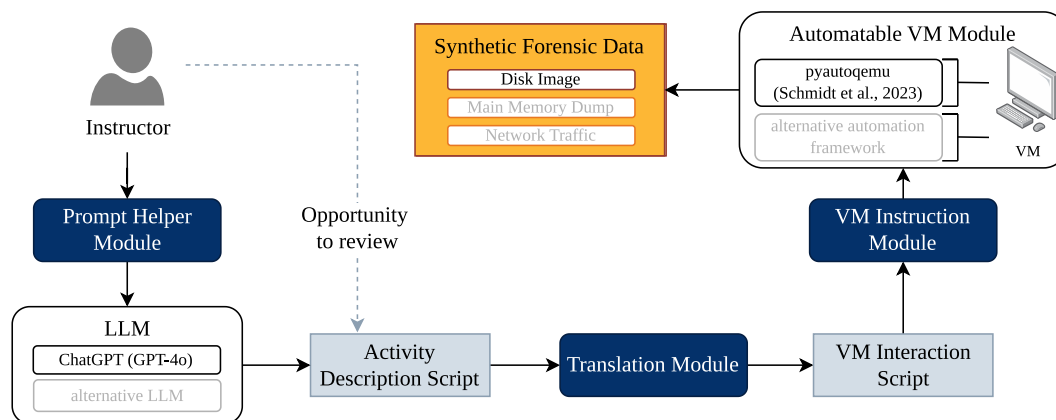 Instructor
Prompt Helper
Module
LLM
ChatGPT (GPT-4o)
alternative LLM
Opportunity
to review
Activity
Description Script
Translation Module
VM Interaction
Script
VM Instruction
Module
Automatable VM Module
pyautoqemu
(Schmidt et al., 2023)
alternative automation
framework
VM
Synthetic Forensic Data
Disk Image
Main Memory Dump
Network Traffic